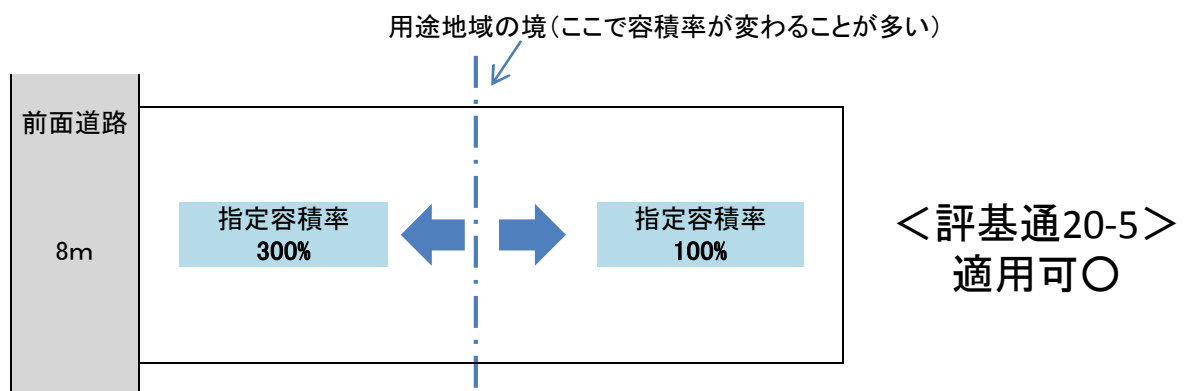 用途地域の境（ここで容積率が変わることが多い）
前面道路
8m
指定容積率
300%
指定容積率
100%
＜評基通20-5＞
適用可〇